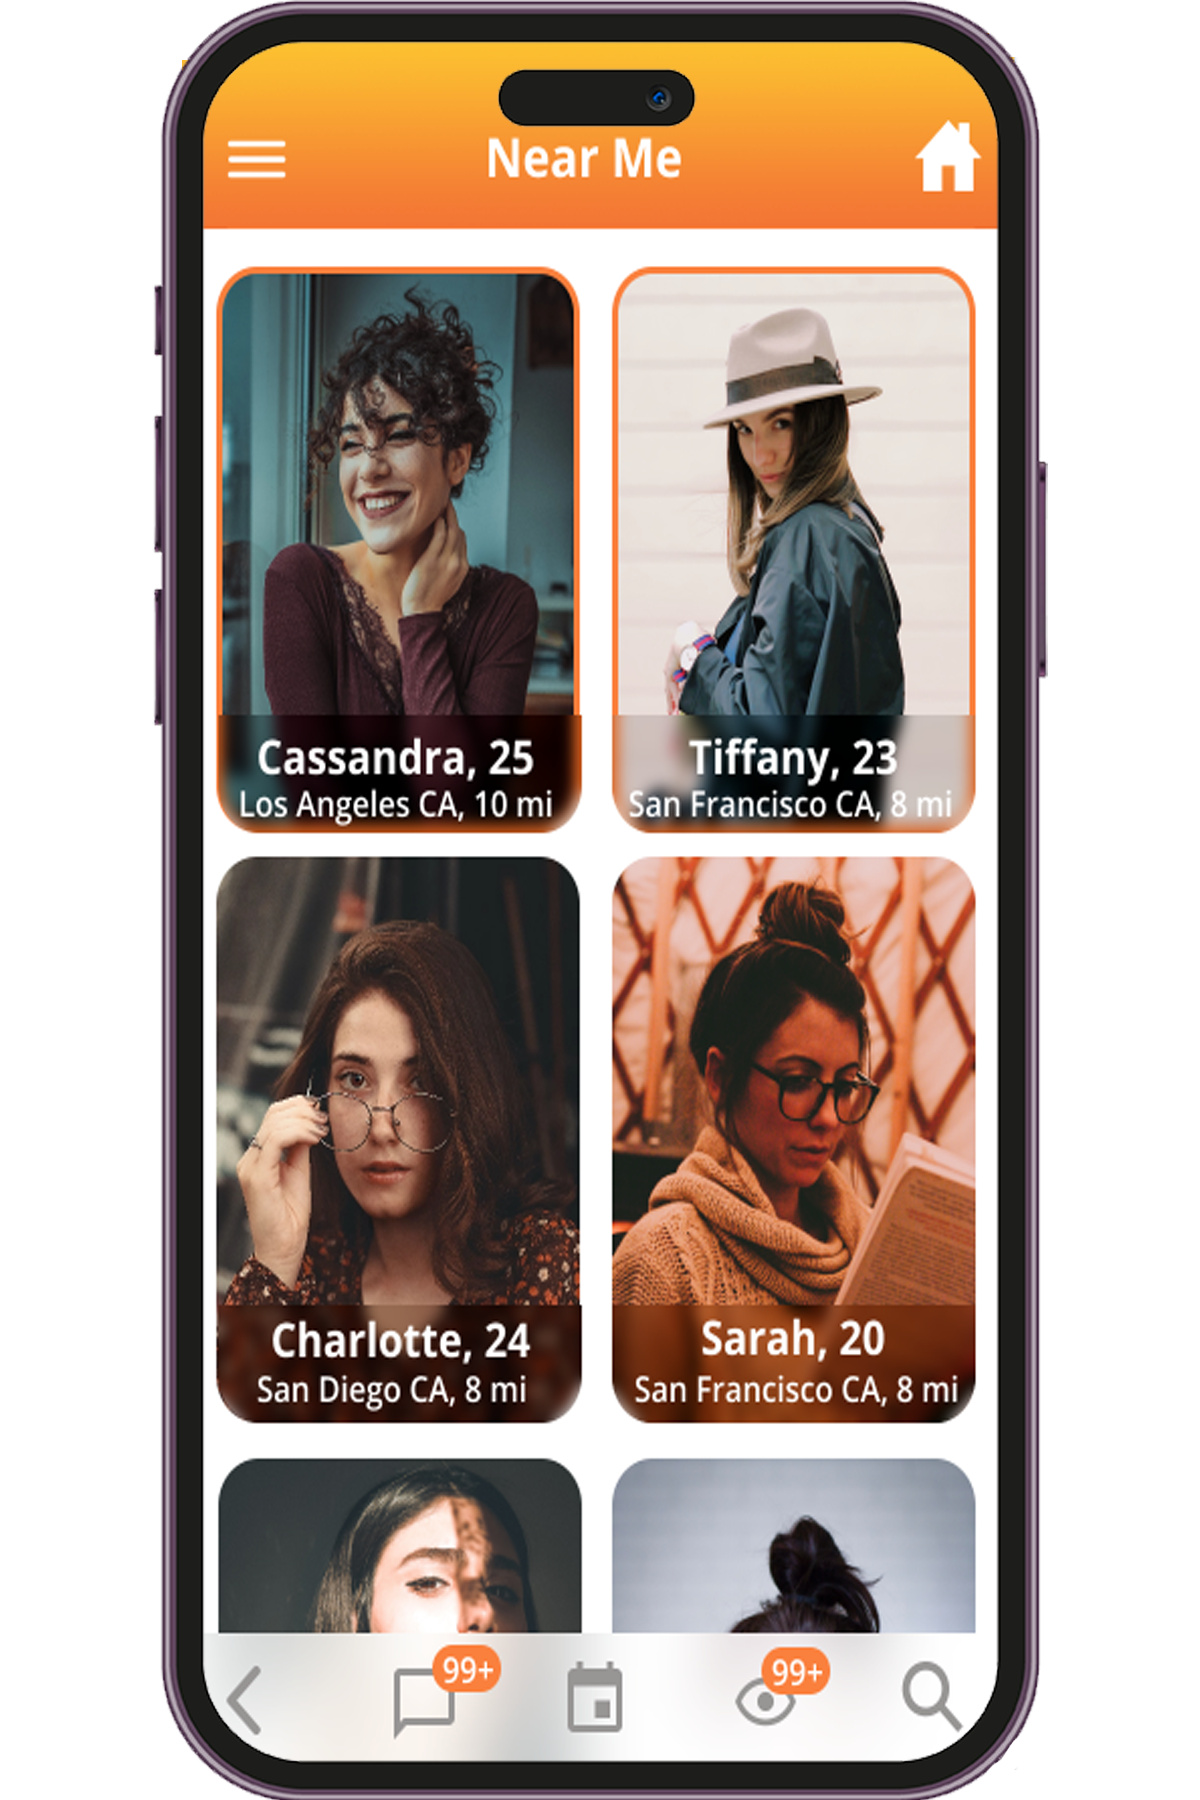 Near Me
Cassandra, 25
Los Angeles CA, 10 mi
Tiffany, 23
San Francisco CA, 8 mi
Charlotte, 24
San Diego CA, 8 mi
Sarah, 20
San Francisco CA, 8 mi
99+
99+